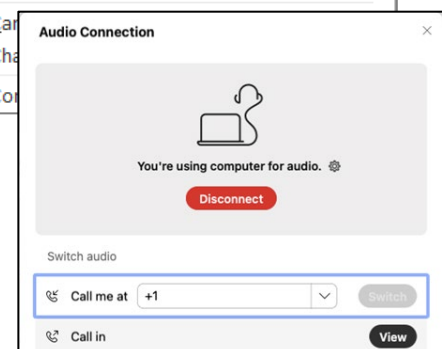 Audio Connection
You're using computer for audio.
Disconnect
Switch audio
Call me at +1 Switch
Call in View